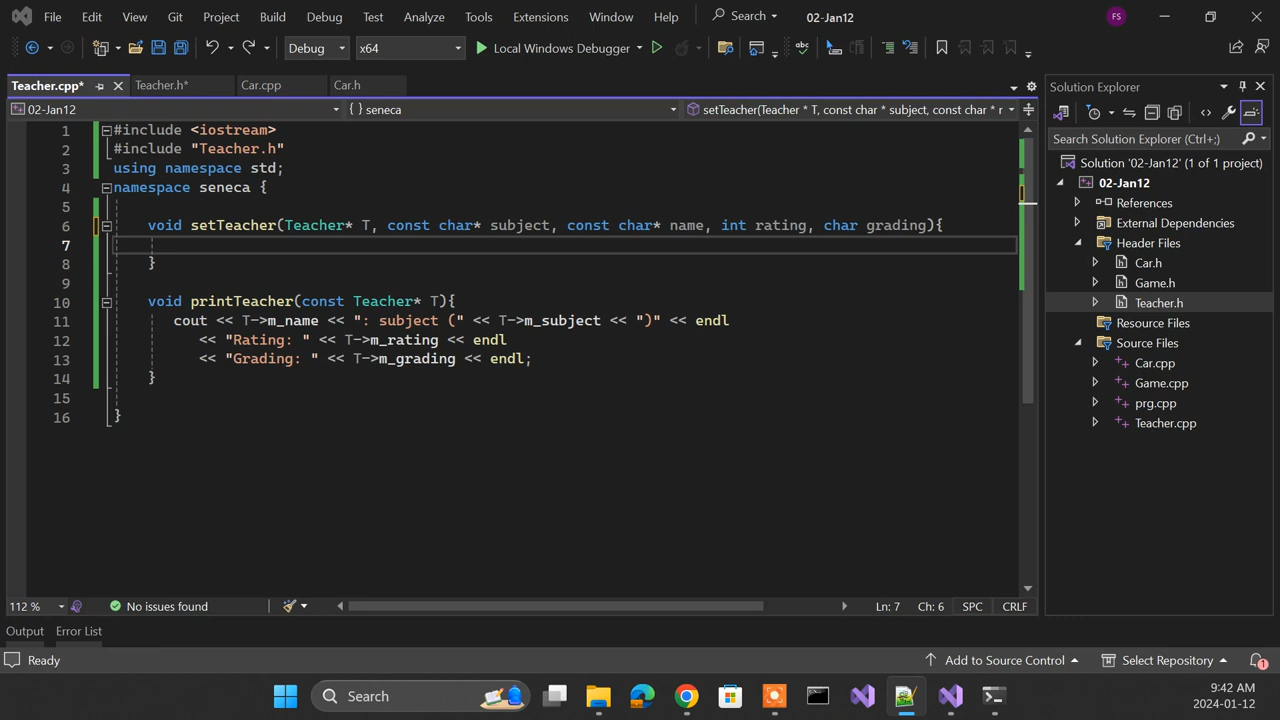 File Edit View Git Project Build Debug Test Analyze Tools Extensions Window Help Search 02-Jan12 FS
Debug x64 Local Windows Debugger
Teacher.cpp* Teacher.h* Car.cpp Car.h
02-Jan12 { } seneca setTeacher(Teacher * T, const char * subject, const char * r
1 #include <iostream>
2 #include "Teacher.h"
3 using namespace std;
4 namespace seneca {
5
6 void setTeacher(Teacher* T, const char* subject, const char* name, int rating, char grading){
7
8 }
9
10 void printTeacher(const Teacher* T){
11 cout << T->m_name << ": subject (" << T->m_subject << ")" << endl
12 << "Rating: " << T->m_rating << endl
13 << "Grading: " << T->m_grading << endl;
14 }
15
16 }
112 % No issues found Ln: 7 Ch: 6 SPC CRLF
Output Error List
Solution Explorer
Search Solution Explorer (Ctrl+;)
Solution '02-Jan12' (1 of 1 project)
02-Jan12
References
External Dependencies
Header Files
Car.h
Game.h
Teacher.h
Resource Files
Source Files
Car.cpp
Game.cpp
prg.cpp
Teacher.cpp
Ready Add to Source Control Select Repository 1
Search
9:42 AM
2024-01-12